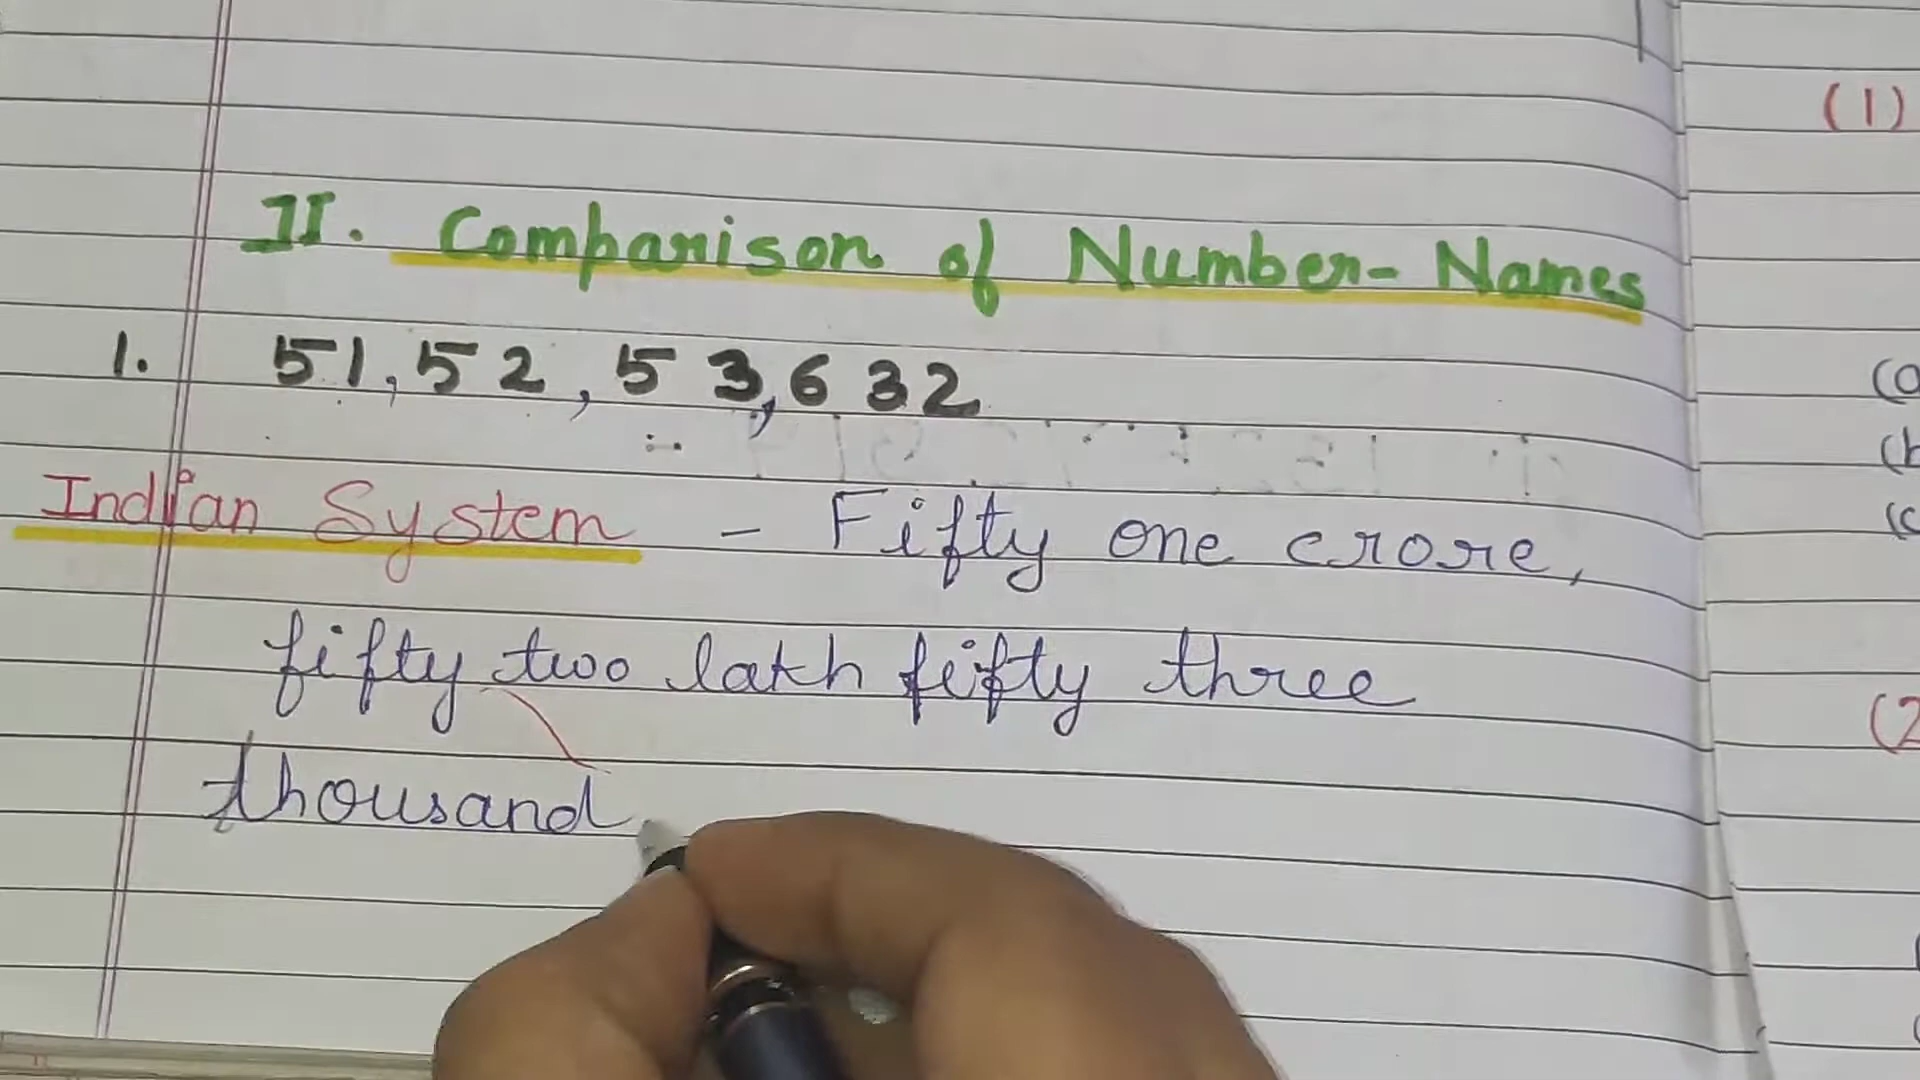 II. Comparison of Number-Names
1. 51,52,53,632
Indian System - Fifty one crore,
fifty two lakh fifty three
thousand
(1)
(2